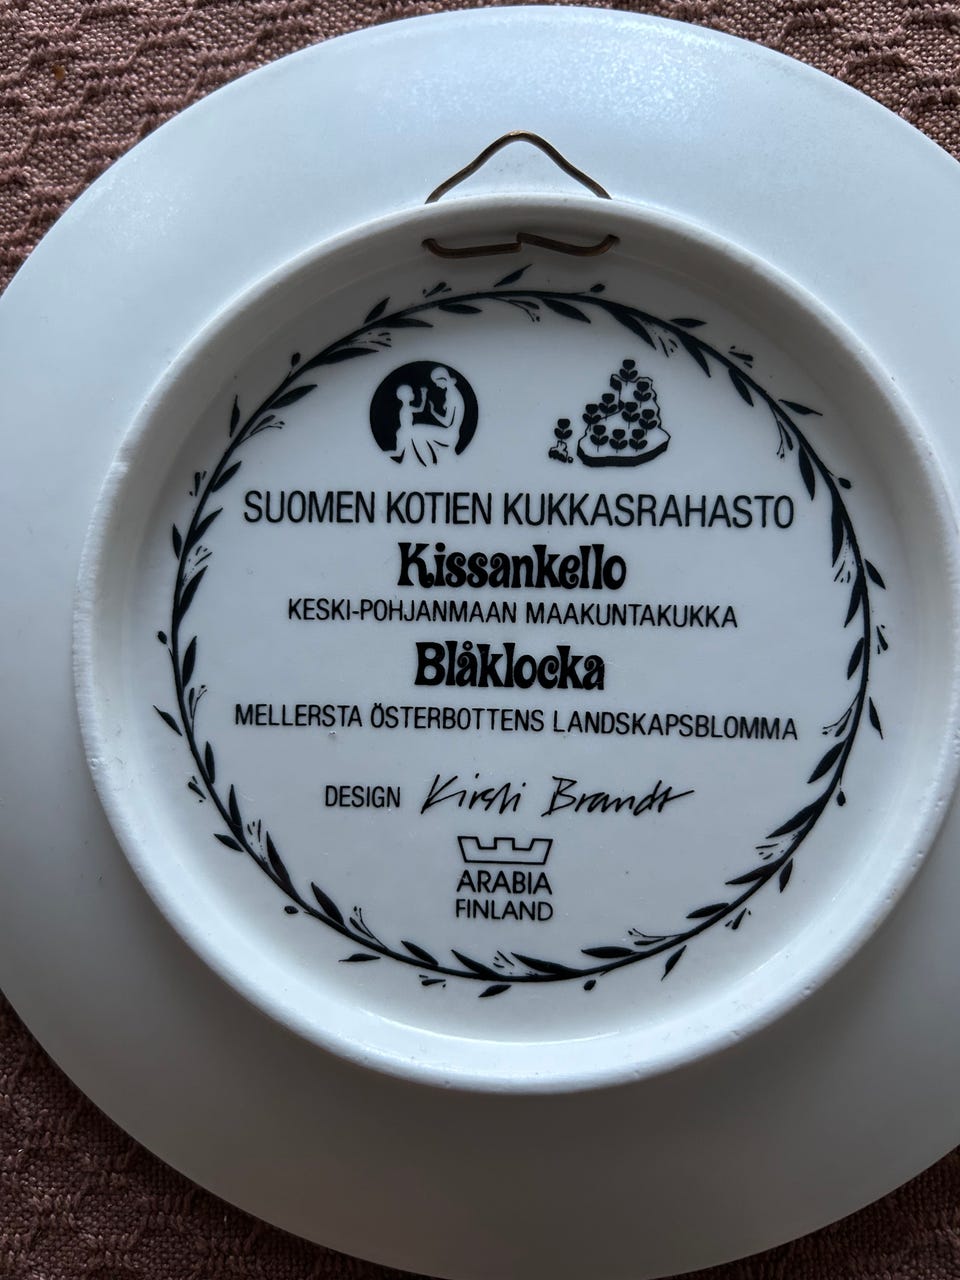 SUOMEN KOTIEN KUKKASRAHASTO
Kissankello
KESKI-POHJANMAAN MAAKUNTAKUKKA
Blåklocka
MELLERSTA ÖSTERBOTTENS LANDSKAPSBLOMMA
DESIGN Kirsti Brandt
ARABIA
FINLAND